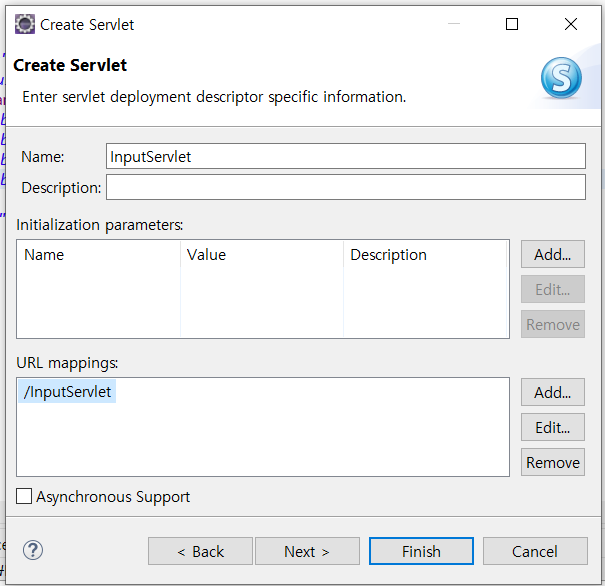 Create Servlet
Create Servlet
Enter servlet deployment descriptor specific information.
Name: InputServlet
Description:
Initialization parameters:
Name Value Description
Add...
Edit...
Remove
URL mappings:
/InputServlet
Add...
Edit...
Remove
Asynchronous Support
? < Back Next > Finish Cancel